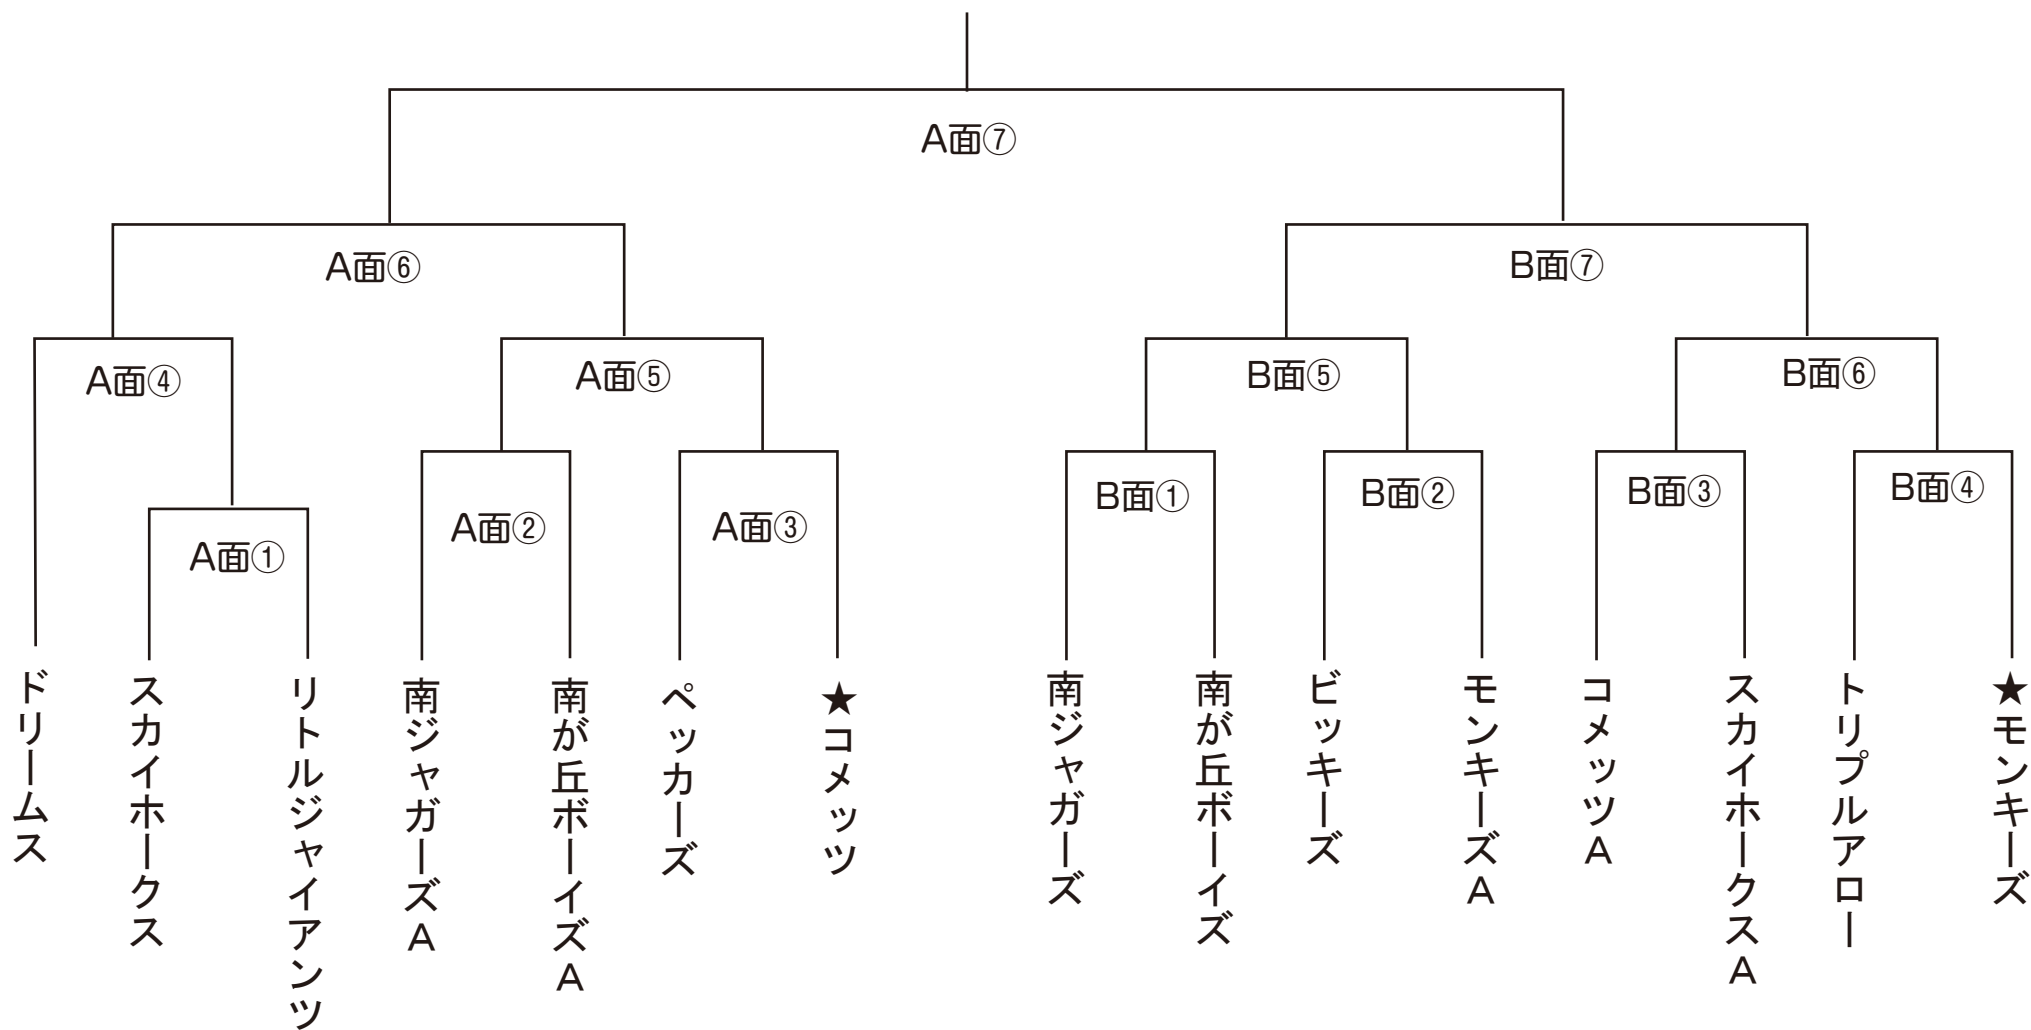 A面⑦
A面⑥
B面⑦
A面④
A面⑤
B面⑤
B面⑥
A面①
A面②
A面③
B面①
B面②
B面③
B面④
ドリームス
スカイホークス
リトルジャイアンツ
南ジャガーズA
南が丘ボーイズA
ペッカーズ
★コメッツ
南ジャガーズ
南が丘ボーイズ
ビッキーズ
モンキーズA
コメッツA
スカイホークスA
トリプルアロー
★モンキーズ